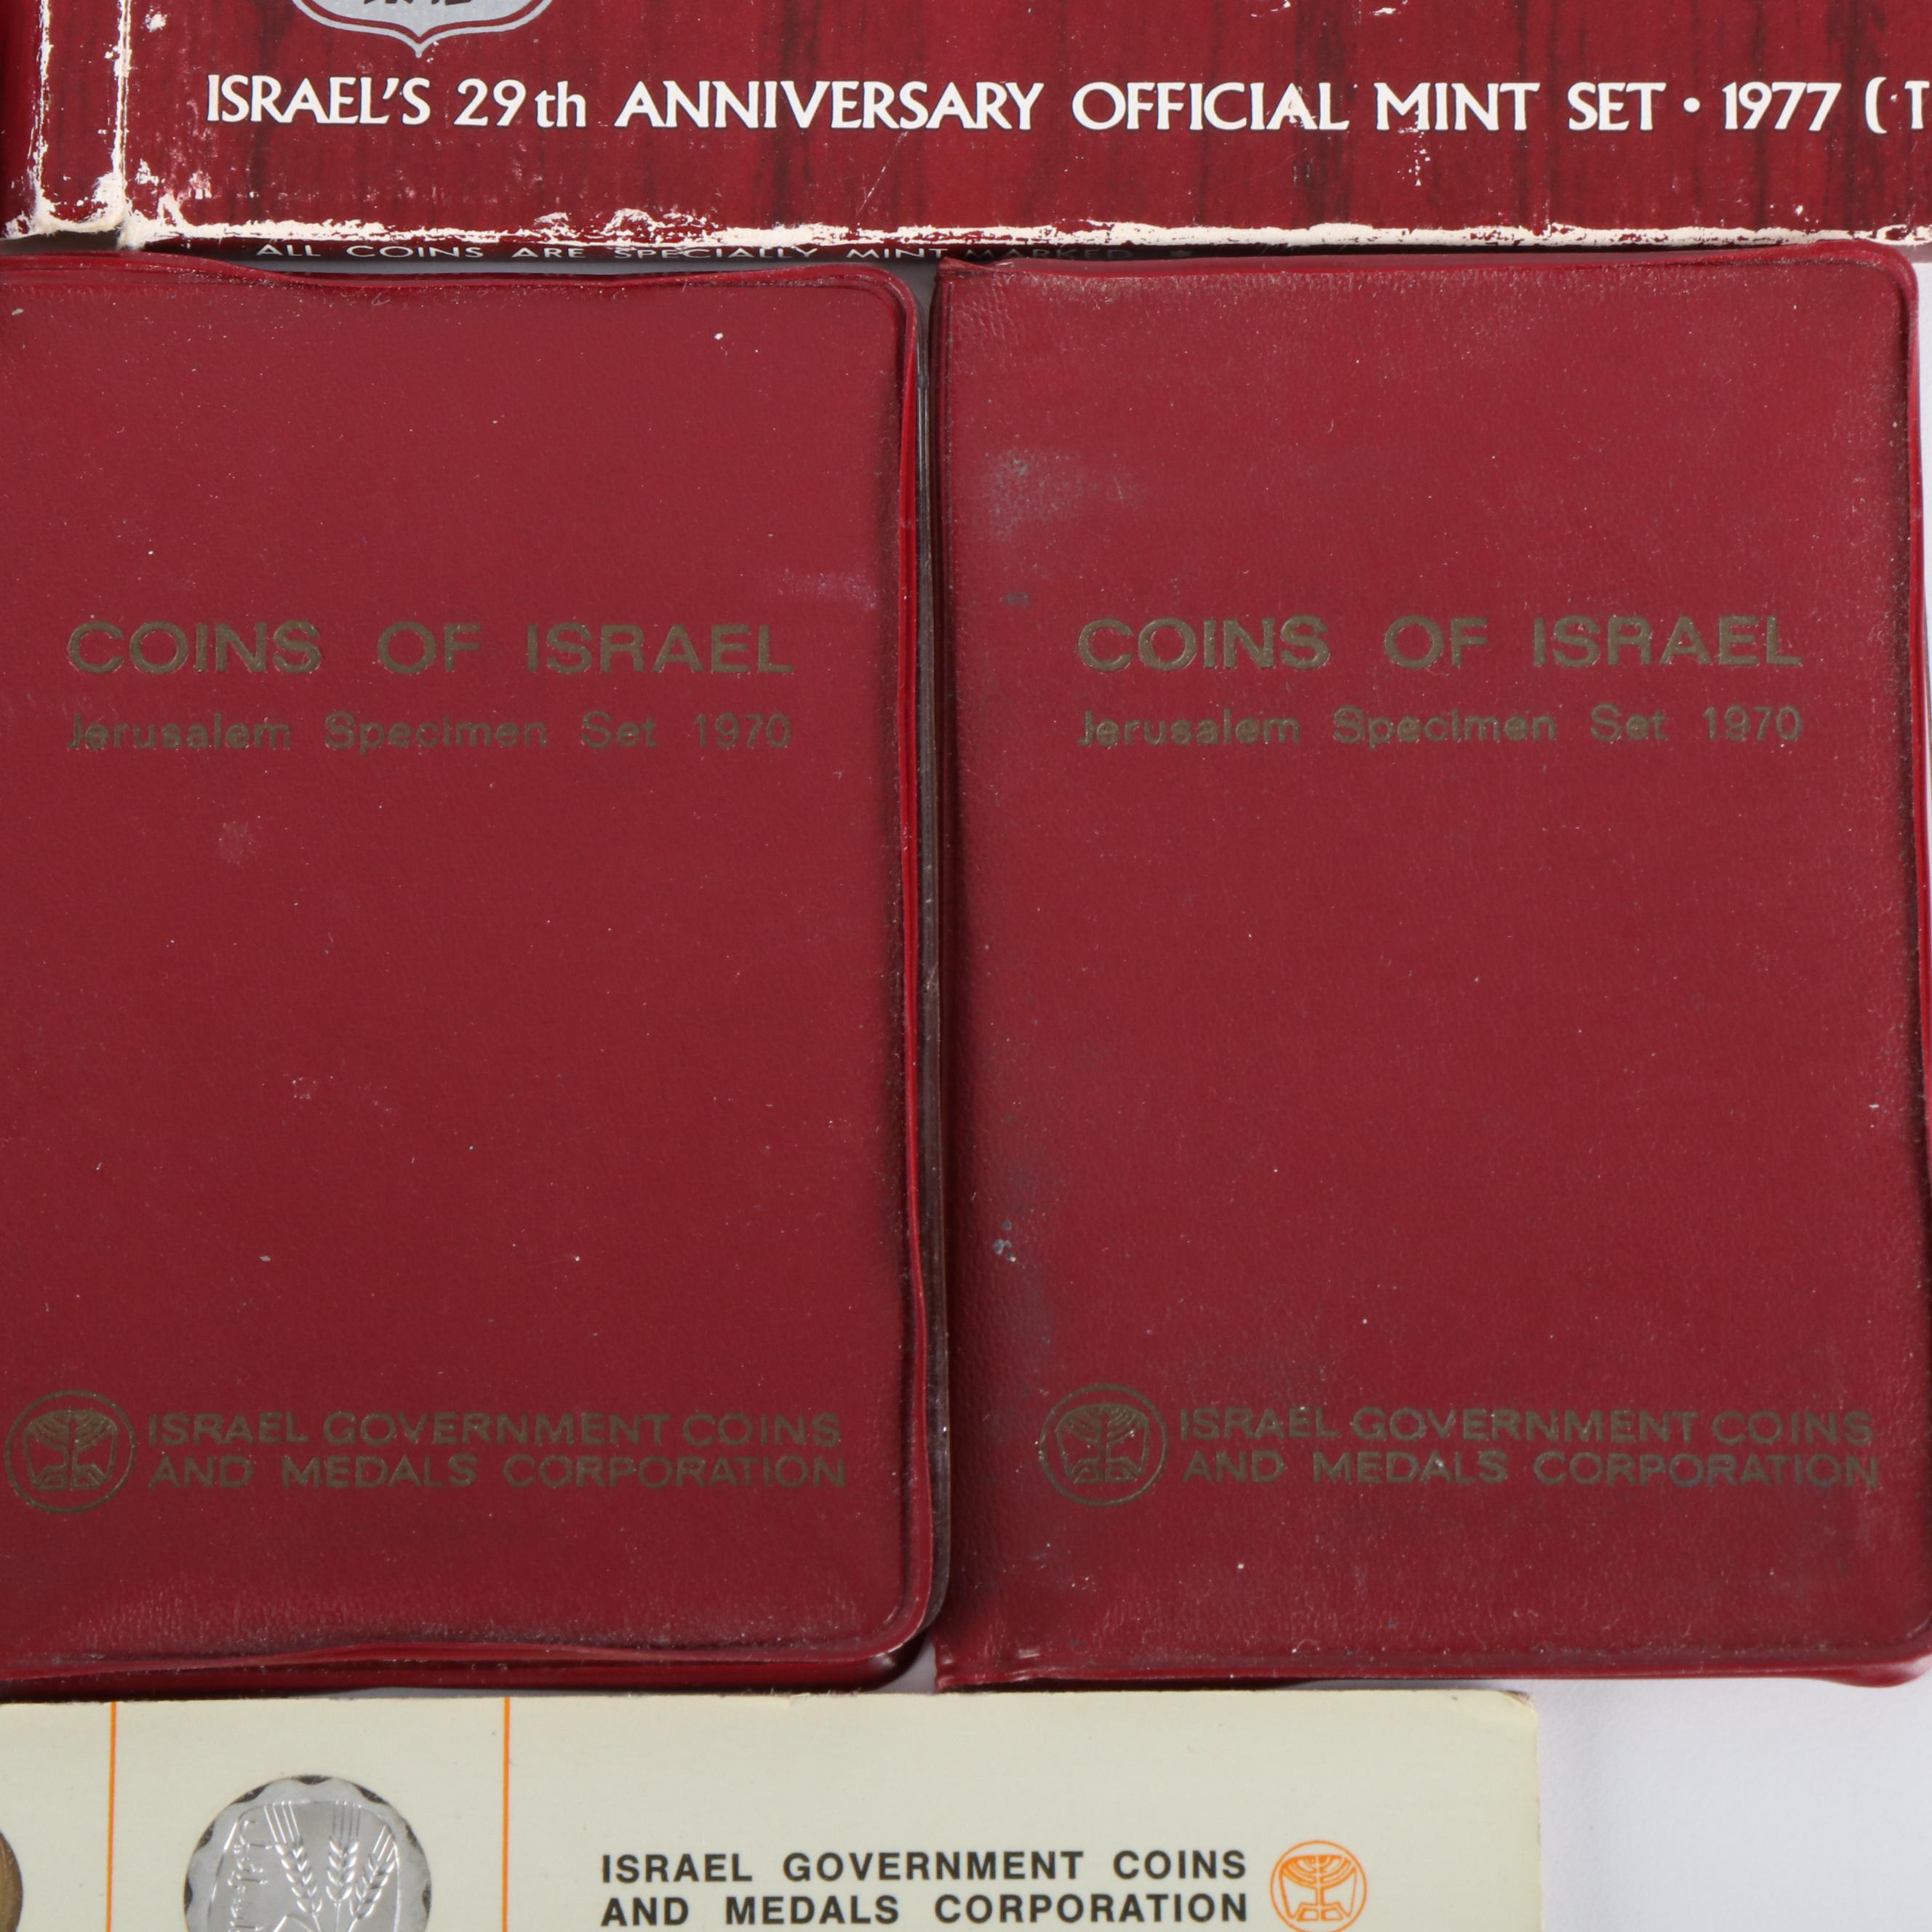 ISRAEL'S 29th ANNIVERSARY OFFICIAL MINT SET • 1977 (T
ALL COINS ARE SPECIALLY MINTMARKED
COINS OF ISRAEL
Jerusalem Specimen Set 1970
ISRAEL GOVERNMENT COINS
AND MEDALS CORPORATION
COINS OF ISRAEL
Jerusalem Specimen Set 1970
ISRAEL GOVERNMENT COINS
AND MEDALS CORPORATION
ISRAEL GOVERNMENT COINS
AND MEDALS CORPORATION